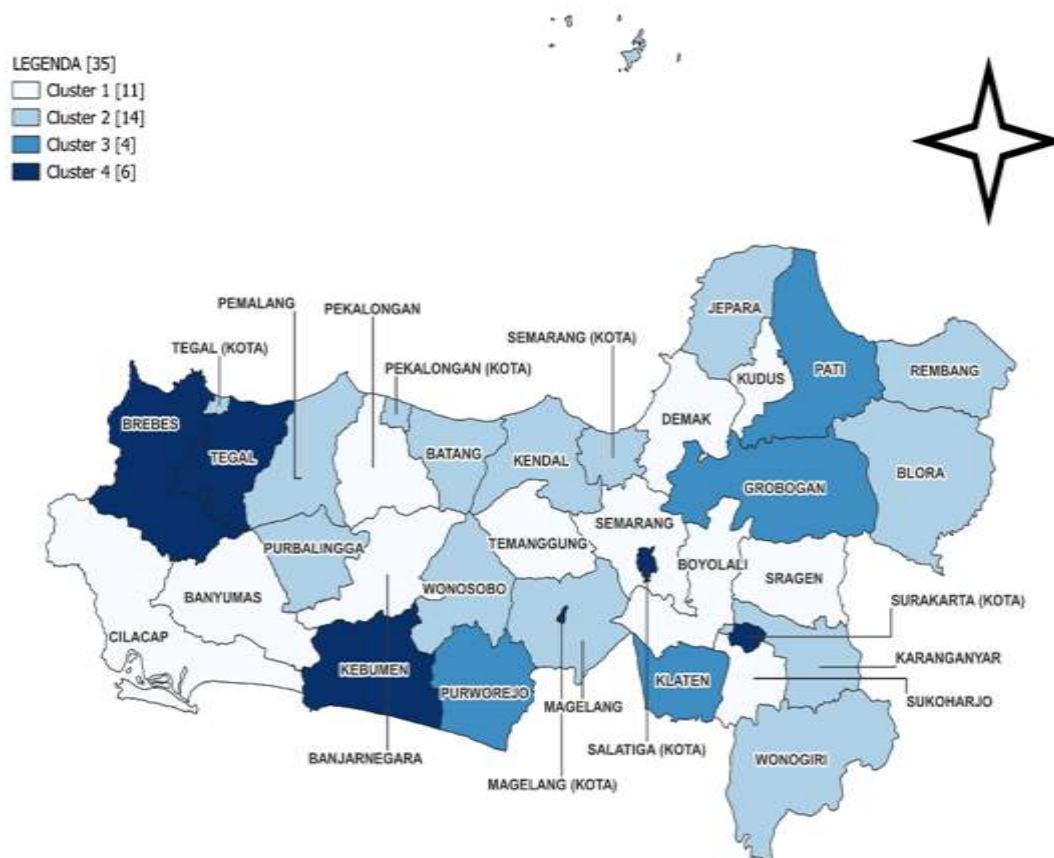 LEGENDA [35]
Cluster 1 [11]
Cluster 2 [14]
Cluster 3 [4]
Cluster 4 [6]
JEPARA
PEMALANG
PEKALONGAN
SEMARANG (KOTA)
TEGAL (KOTA)
PEKALONGAN (KOTA)
KUDUS
PATI
REMBANG
DEMAK
BREBES
TEGAL
BATANG
KENDAL
BLORA
GROBOGAN
SEMARANG
TEMANGGUNG
PURBALINGGA
BOYOLALI
SRAGEN
WONOSOBO
BANYUMAS
SURAKARTA (KOTA)
CILACAP
KARANGANYAR
KEBUMEN
KLATEN
PURWOREJO
SUKOHARJO
MAGELANG
SALATIGA (KOTA)
BANJARNEGARA
WONOGIRI
MAGELANG (KOTA)